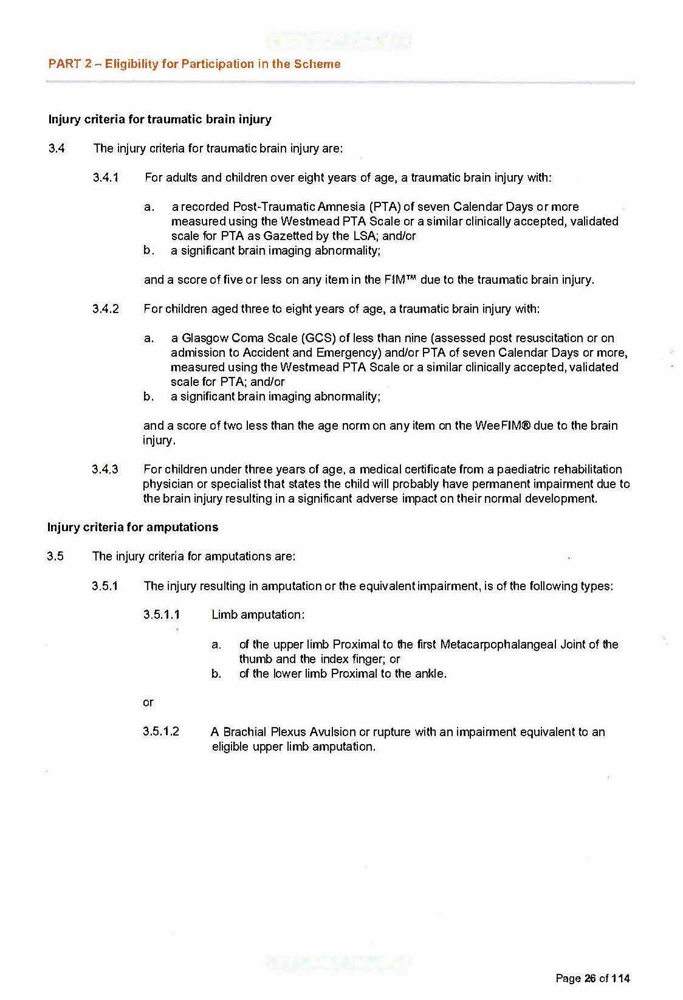 PART 2 – Eligibility for Participation in the Scheme
Injury criteria for traumatic brain injury
3.4 The injury criteria for traumatic brain injury are:
3.4.1 For adults and children over eight years of age, a traumatic brain injury with:
a. a recorded Post-Traumatic Amnesia (PTA) of seven Calendar Days or more
measured using the Westmead PTA Scale or a similar clinically accepted, validated
scale for PTA as Gazetted by the LSA; and/or
b. a significant brain imaging abnormality;
and a score of five or less on any item in the FIM™ due to the traumatic brain injury.
3.4.2 For children aged three to eight years of age, a traumatic brain injury with:
a. a Glasgow Coma Scale (GCS) of less than nine (assessed post resuscitation or on
admission to Accident and Emergency) and/or PTA of seven Calendar Days or more,
measured using the Westmead PTA Scale or a similar clinically accepted, validated
scale for PTA; and/or
b. a significant brain imaging abnormality;
and a score of two less than the age norm on any item on the WeeFIM® due to the brain
injury.
3.4.3 For children under three years of age, a medical certificate from a paediatric rehabilitation
physician or specialist that states the child will probably have permanent impairment due to
the brain injury resulting in a significant adverse impact on their normal development.
Injury criteria for amputations
3.5 The injury criteria for amputations are:
3.5.1 The injury resulting in amputation or the equivalent impairment, is of the following types:
3.5.1.1 Limb amputation:
a. of the upper limb Proximal to the first Metacarpophalangeal Joint of the
thumb and the index finger; or
b. of the lower limb Proximal to the ankle.
or
3.5.1.2 A Brachial Plexus Avulsion or rupture with an impairment equivalent to an
eligible upper limb amputation.
Page 26 of 114